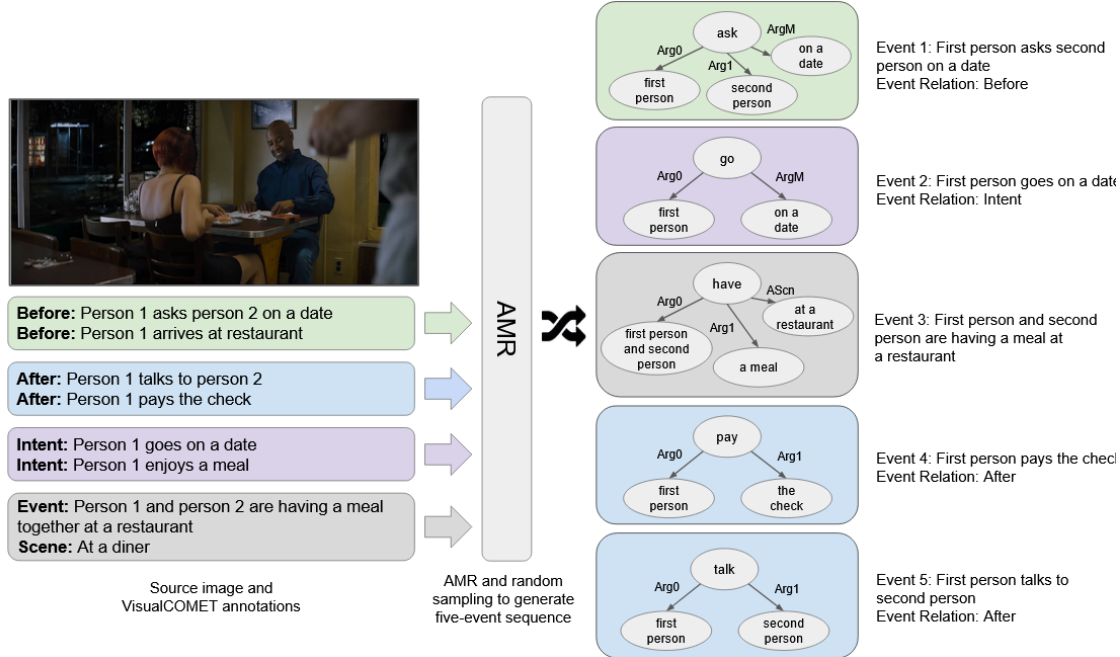 Before: Person 1 asks person 2 on a date
Before: Person 1 arrives at restaurant
After: Person 1 talks to person 2
After: Person 1 pays the check
Intent: Person 1 goes on a date
Intent: Person 1 enjoys a meal
Event: Person 1 and person 2 are having a meal
together at a restaurant
Scene: At a diner
Source image and
VisualCOMET annotations
AMR
AMR and random
sampling to generate
five-event sequence
ask
ArgM
Arg0
Arg1
on a
date
first
person
second
person
Event 1: First person asks second
person on a date
Event Relation: Before
go
Arg0
ArgM
first
person
on a
date
Event 2: First person goes on a date
Event Relation: Intent
have
Arg0
AScn
Arg1
at a
restaurant
first person
and second
person
a meal
Event 3: First person and second
person are having a meal at
a restaurant
pay
Arg0
Arg1
first
person
the
check
Event 4: First person pays the check
Event Relation: After
talk
Arg0
Arg1
first
person
second
person
Event 5: First person talks to
second person
Event Relation: After